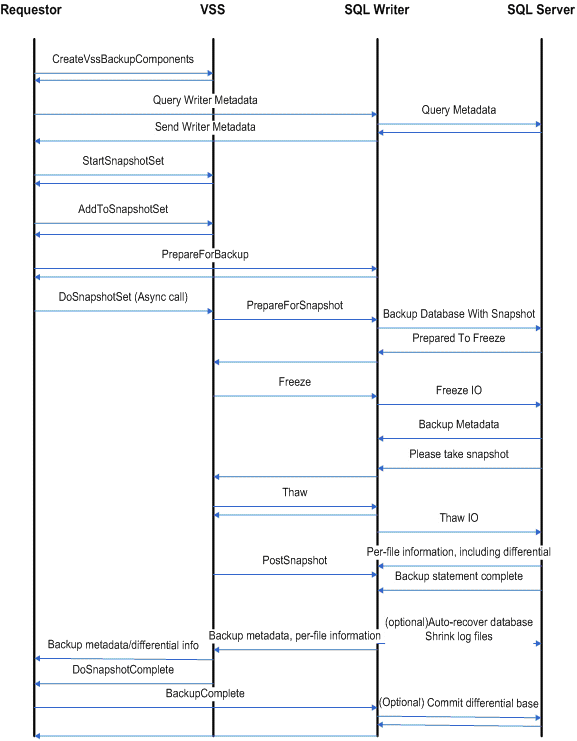 Requestor
VSS
SQL Writer
SQL Server
CreateVssBackupComponents
Query Writer Metadata
Query Metadata
Send Writer Metadata
StartSnapshotSet
AddToSnapshotSet
PrepareForBackup
DoSnapshotSet (Async call)
PrepareForSnapshot
Backup Database With Snapshot
Prepared To Freeze
Freeze
Freeze IO
Backup Metadata
Please take snapshot
Thaw
Thaw IO
Per-file information, including differential
PostSnapshot
Backup statement complete
(optional)Auto-recover database
Shrink log files
Backup metadata, per-file information
Backup metadata/differential info
DoSnapshotComplete
BackupComplete
(Optional) Commit differential base